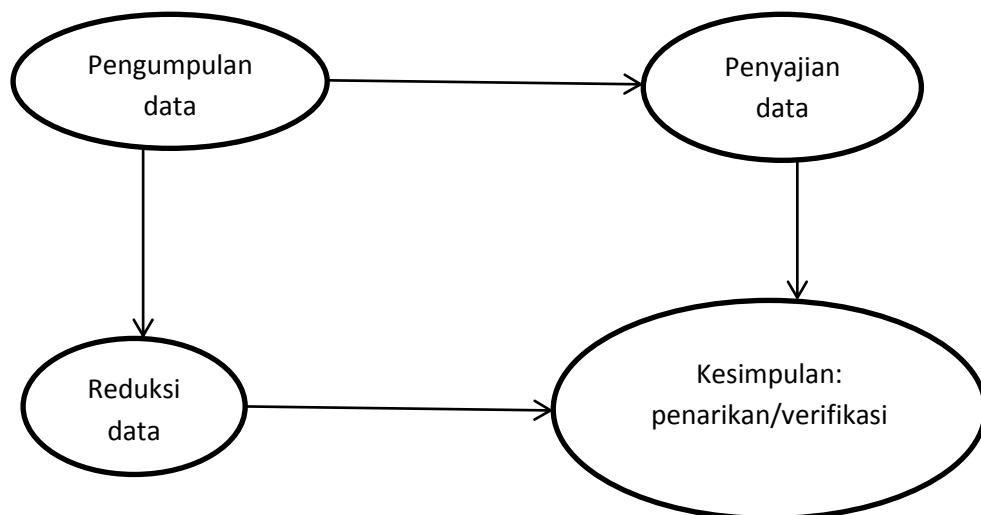 Pengumpulan
data
Penyajian
data
Reduksi
data
Kesimpulan:
penarikan/verifikasi